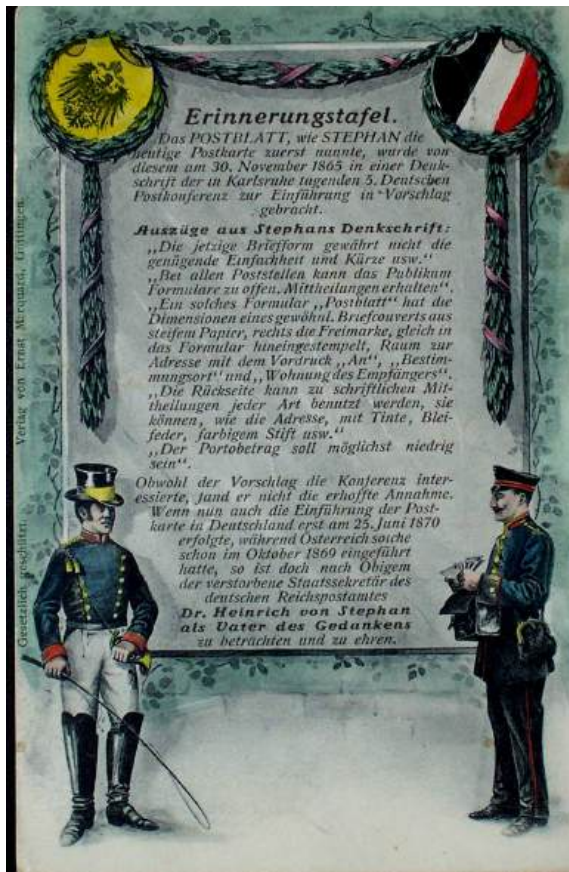 Erinnerungstafel.
Das POSTBLATT, wie STEPHAN die
heutige Postkarte zuerst nannte, wurde von
diesem am 30. November 1865 in einer Denk-
schrift der in Karlsruhe tagenden 5. Deutschen
Postkonferenz zur Einführung in Vorschlag
gebracht.
Auszüge aus Stephans Denkschrift:
„Die jetzige Briefform gewährt nicht die
genügende Einfachheit und Kürze usw."
„Bei allen Poststellen kann das Publikum
Formulare zu offen. Mittheilungen erhalten".
„Ein solches Formular „Postblatt" hat die
Dimensionen eines gewöhnl. Briefcouverts aus
steifem Papier, rechts die Freimarke, gleich in
das Formular hineingestempelt, Raum zur
Adresse mit dem Vordruck „An", „Bestim-
mungsort" und „Wohnung des Empfängers".
„Die Rückseite kann zu schriftlichen Mit-
theilungen jeder Art benutzt werden, sie
können, wie die Adresse, mit Tinte, Blei-
feder, farbigem Stift usw."
„Der Portobetrag soll möglichst niedrig
sein".
Obwohl der Vorschlag die Konferenz inter-
essierte, fand er nicht die erhoffte Annahme.
Wenn nun auch die Einführung der Post-
karte in Deutschland erst am 25. Juni 1870
erfolgte, während Österreich solche
schon im Oktober 1869 eingeführt
hatte, so ist doch nach Obigem
der verstorbene Staatssekretär des
deutschen Reichspostamtes
Dr. Heinrich von Stephan
als Vater des Gedankens
zu betrachten und zu ehren.
Gesetzlich geschützt. Verlag von Ernst Marquard, Göttingen.